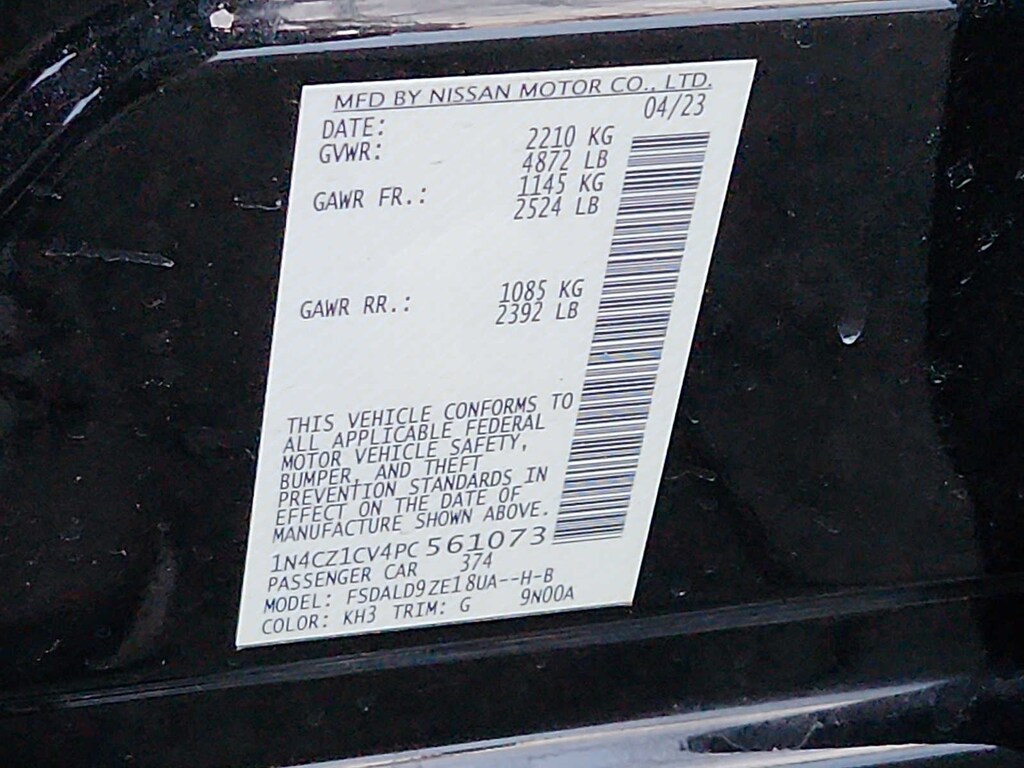 MFD BY NISSAN MOTOR CO., LTD.
DATE: 04/23
GVWR: 2210 KG
4872 LB
GAWR FR.: 1145 KG
2524 LB
GAWR RR.: 1085 KG
2392 LB
THIS VEHICLE CONFORMS TO
ALL APPLICABLE FEDERAL
MOTOR VEHICLE SAFETY,
BUMPER, AND THEFT
PREVENTION STANDARDS IN
EFFECT ON THE DATE OF
MANUFACTURE SHOWN ABOVE.
1N4CZ1CV4PC561073
PASSENGER CAR 374
MODEL: FSDALD9ZE18UA--H-B
COLOR: KH3 TRIM: G 9N00A